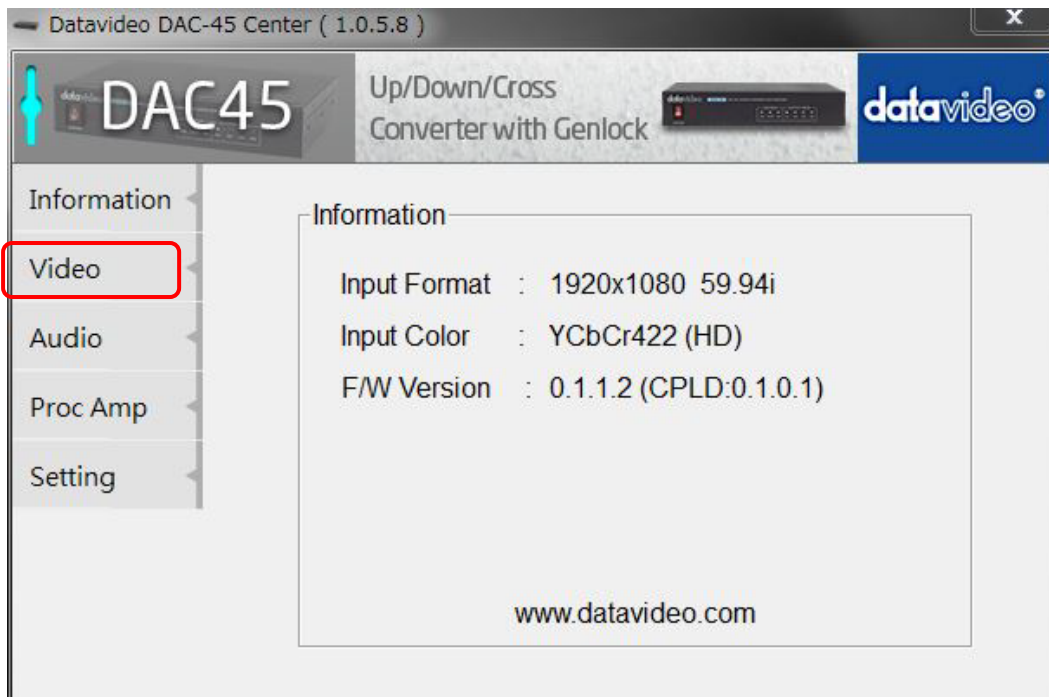 Datavideo DAC-45 Center ( 1.0.5.8 )
x
DAC45
Up/Down/Cross
Converter with Genlock
datavideo
Information
Video
Audio
Proc Amp
Setting
Information
Input Format : 1920x1080 59.94i
Input Color : YCbCr422 (HD)
F/W Version : 0.1.1.2 (CPLD:0.1.0.1)
www.datavideo.com